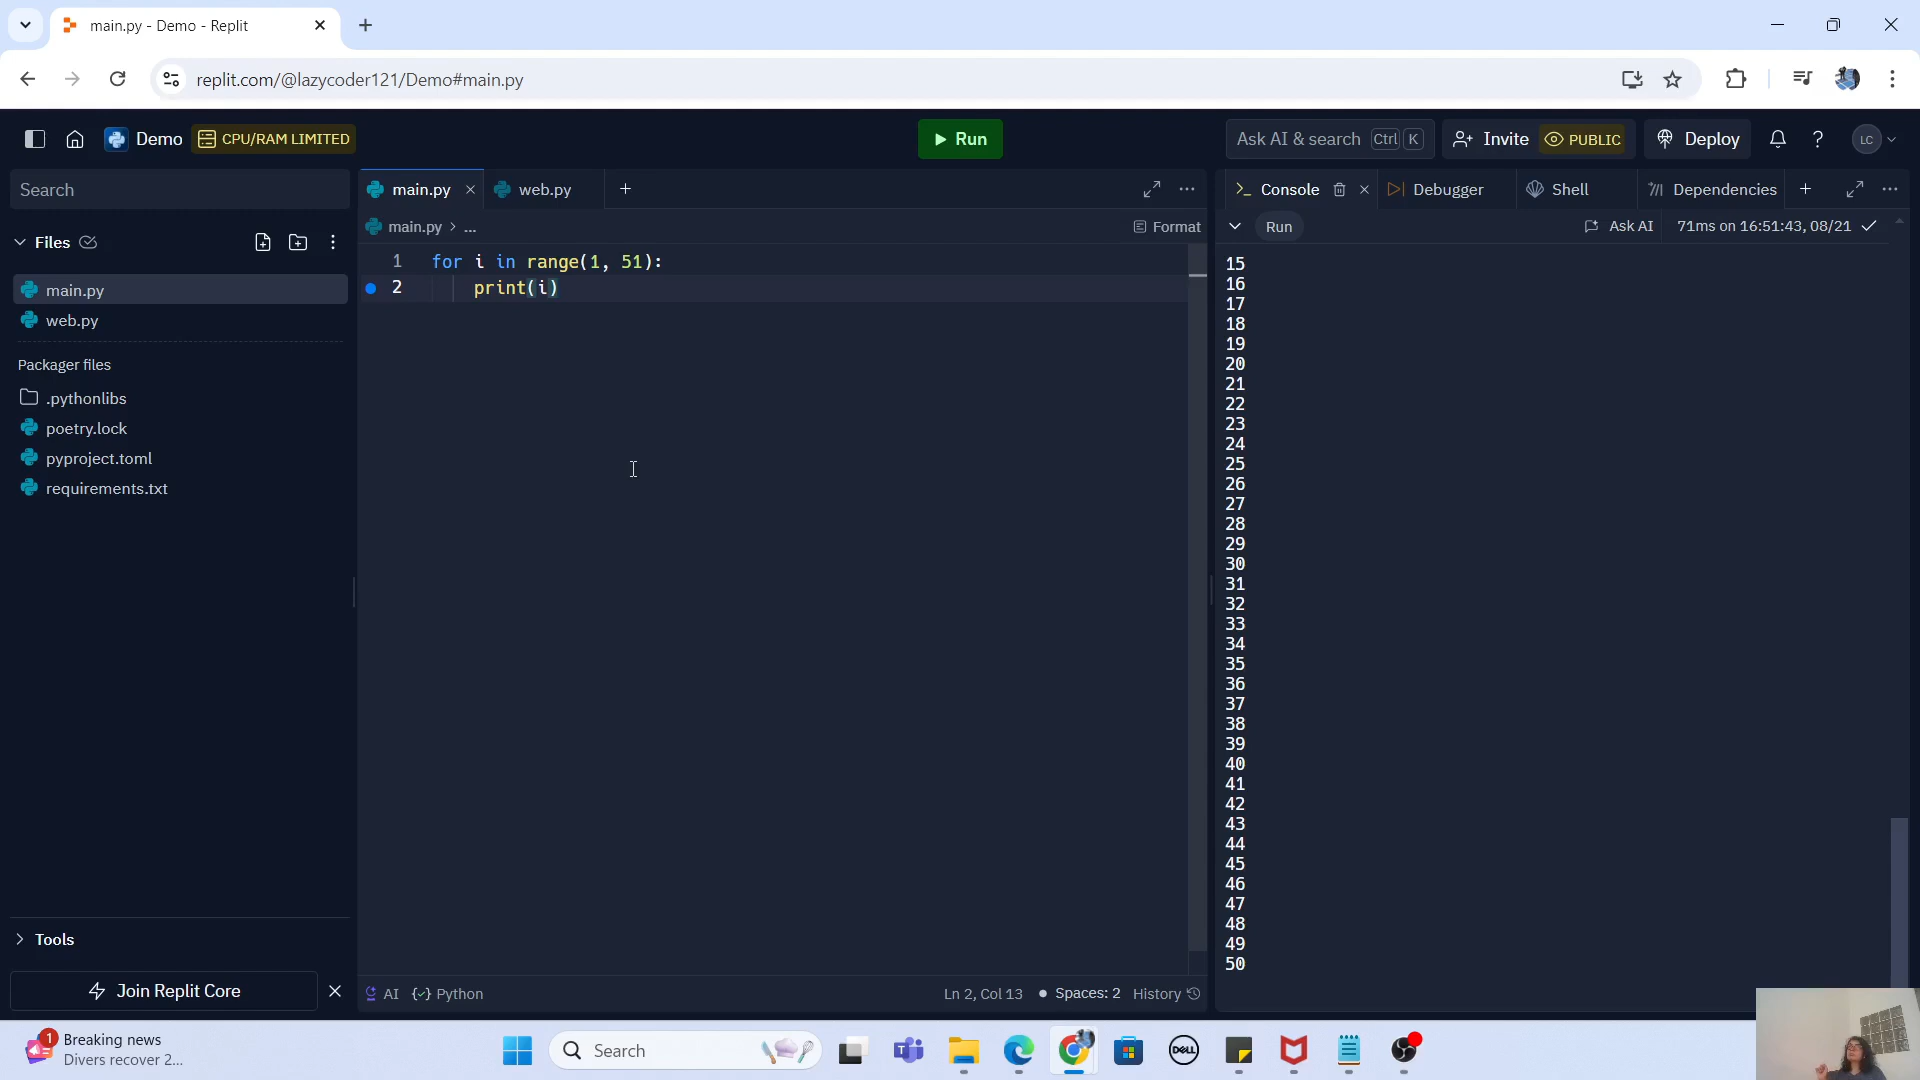 main.py - Demo - Replit
replit.com/@lazycoder121/Demo#main.py
Demo CPU/RAM LIMITED Run Ask AI & search Ctrl K Invite PUBLIC Deploy ? LC
Search main.py web.py Console Debugger Shell Dependencies
main.py > ... Format Run Ask AI 71ms on 16:51:43, 08/21
Files
1 for i in range(1, 51):
2 print(i)
main.py
web.py
Packager files
.pythonlibs
poetry.lock
pyproject.toml
requirements.txt
15
16
17
18
19
20
21
22
23
24
25
26
27
28
29
30
31
32
33
34
35
36
37
38
39
40
41
42
43
44
45
46
47
48
49
50
Tools
Join Replit Core
AI Python Ln 2, Col 13 Spaces: 2 History
1 Breaking news
Divers recover 2...
Search
DELL